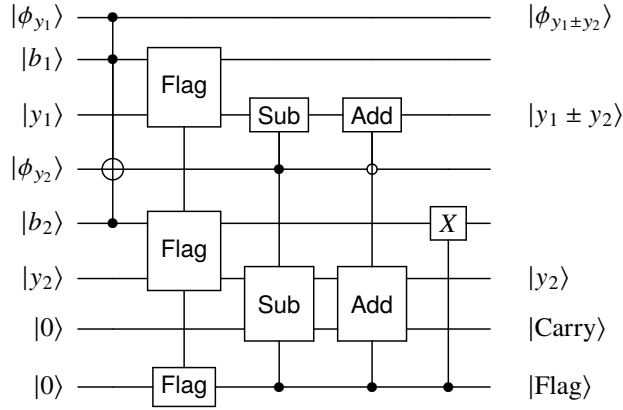 |ϕ_{y_1}⟩ |ϕ_{y_1±y_2}⟩
|b_1⟩
Flag
|y_1⟩ Sub Add |y_1 ± y_2⟩
|ϕ_{y_2}⟩
|b_2⟩ X
Flag
|y_2⟩ |y_2⟩
Sub Add
|0⟩ |Carry⟩
|0⟩ Flag |Flag⟩